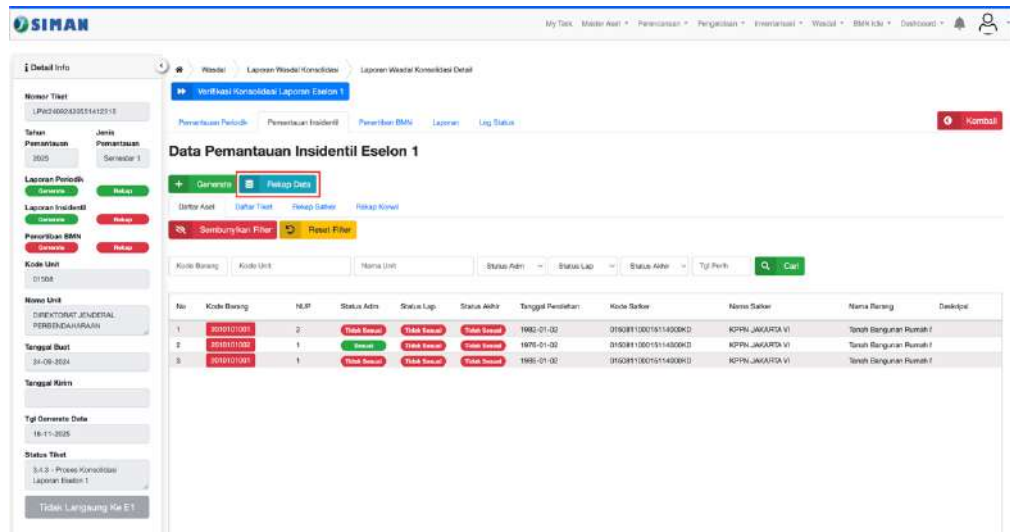 SIMAN
My Task Master Aset Perencanaan Pengelolaan Inventarisasi Wasdal BMN Idle Dashboard
i Detail Info
Wasdal Laporan Wasdal Konsolidasi Laporan Wasdal Konsolidasi Detail
Verifikasi Konsolidasi Laporan Eselon 1
Nomor Tiket
Pemantauan Periodik Pemantauan Insidentil Penertiban BMN Laporan Log Status
Kembali
Tahun Pemantauan
Jenis Pemantauan
2025 Semester 1
Data Pemantauan Insidentil Eselon 1
Laporan Periodik
Generate Rekap
+ Generate Rekap Data
Laporan Insidentil
Generate Rekap
Daftar Aset Daftar Tiket Rekap Satker Rekap Korwil
Penertiban BMN
Generate Rekap
Sembunyikan Filter Reset Filter
Kode Unit
01508
Kode Barang Kode Unit Nama Unit Status Adm Status Lap Status Akhir Tgl Perlh Cari
Nama Unit
DIREKTORAT JENDERAL
PERBENDAHARAAN
No Kode Barang NUP Status Adm Status Lap Status Akhir Tanggal Perolehan Kode Satker Nama Satker Nama Barang Deskripsi
1 2010101001 2 Tidak Sesuai Tidak Sesuai Tidak Sesuai 1982-01-02 KPPN JAKARTA VI Tanah Bangunan Rumah
2 2010101002 1 Sesuai Tidak Sesuai Tidak Sesuai 1976-01-02 KPPN JAKARTA VI Tanah Bangunan Rumah
3 2010101001 1 Tidak Sesuai Tidak Sesuai Tidak Sesuai KPPN JAKARTA VI Tanah Bangunan Rumah
Tanggal Buat
24-09-2024
Tanggal Kirim
Tgl Generate Data
18-11-2025
Status Tiket
5.4.3 - Proses Konsolidasi
Laporan Eselon 1
Tidak Langsung Ke E1